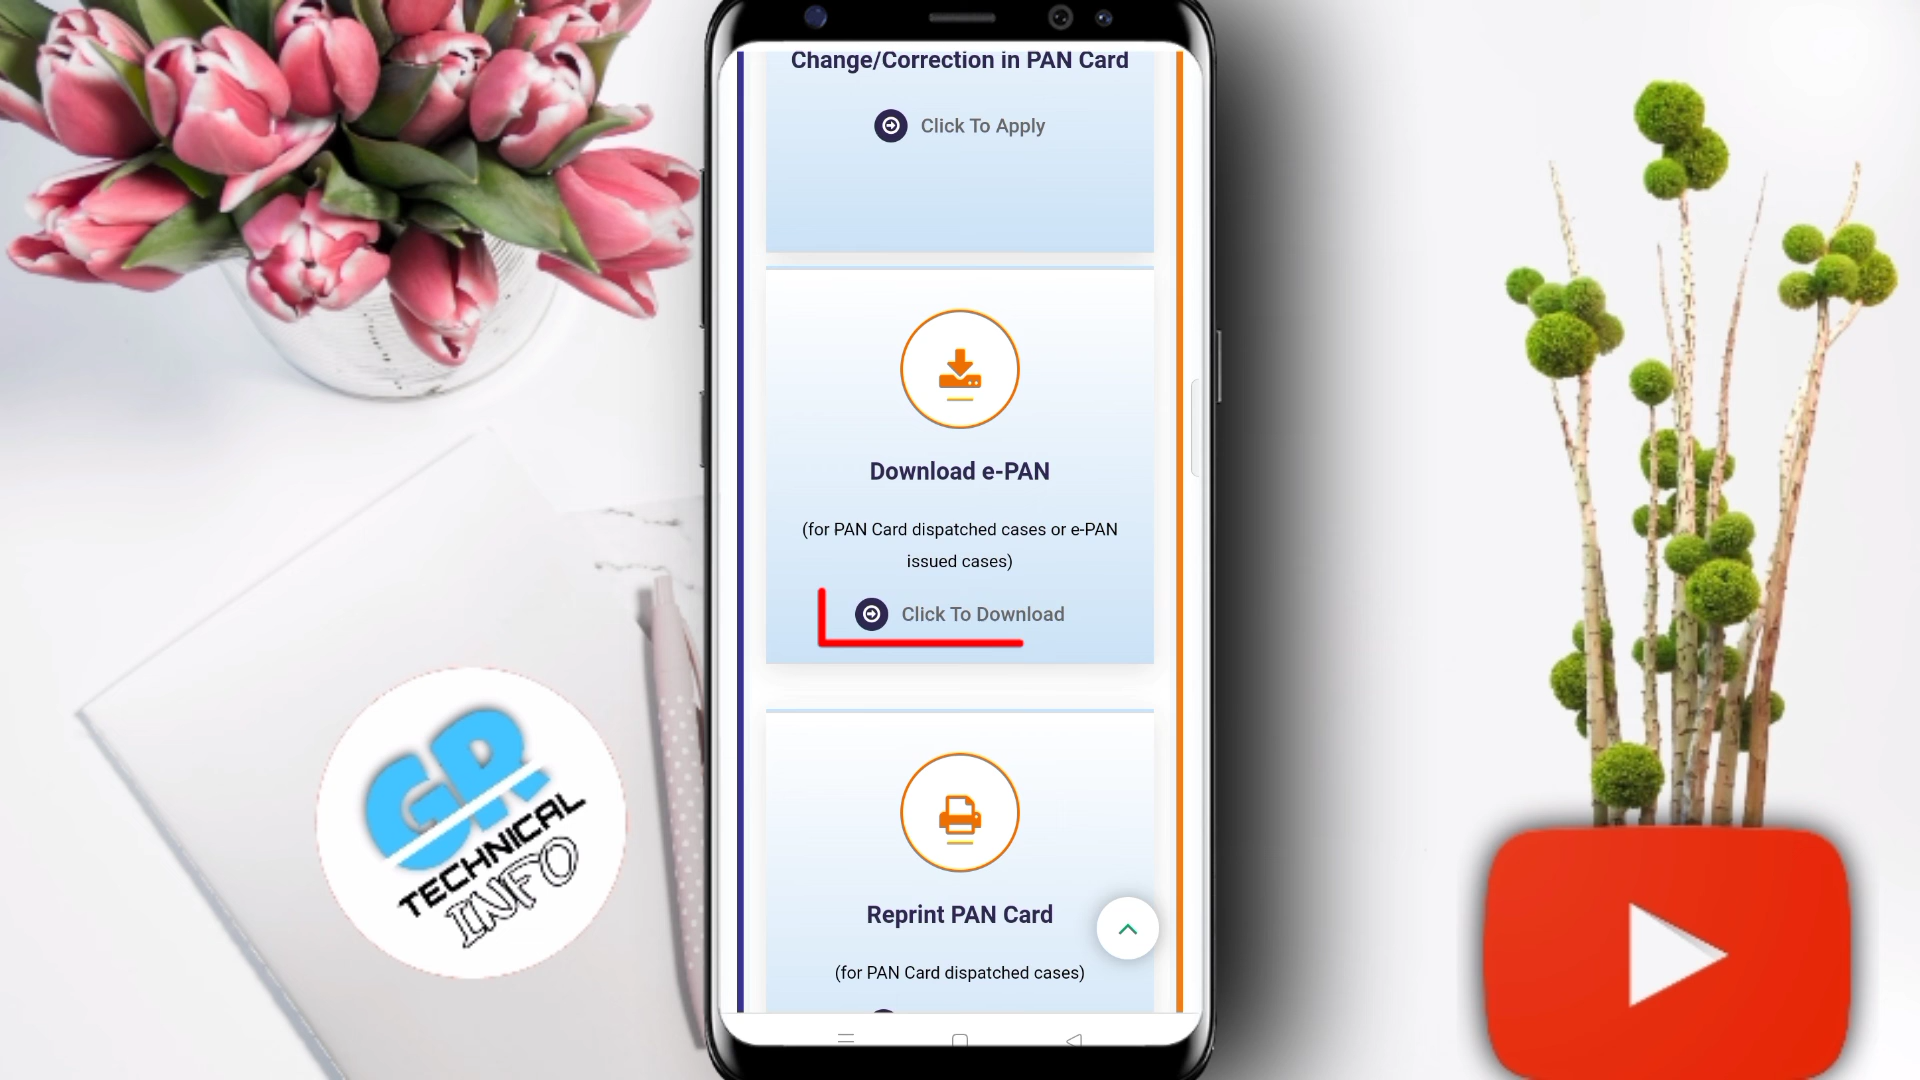 Change/Correction in PAN Card
Click To Apply
Download e-PAN
(for PAN Card dispatched cases or e-PAN
issued cases)
Click To Download
Reprint PAN Card
(for PAN Card dispatched cases)
GR
TECHNICAL
INFO